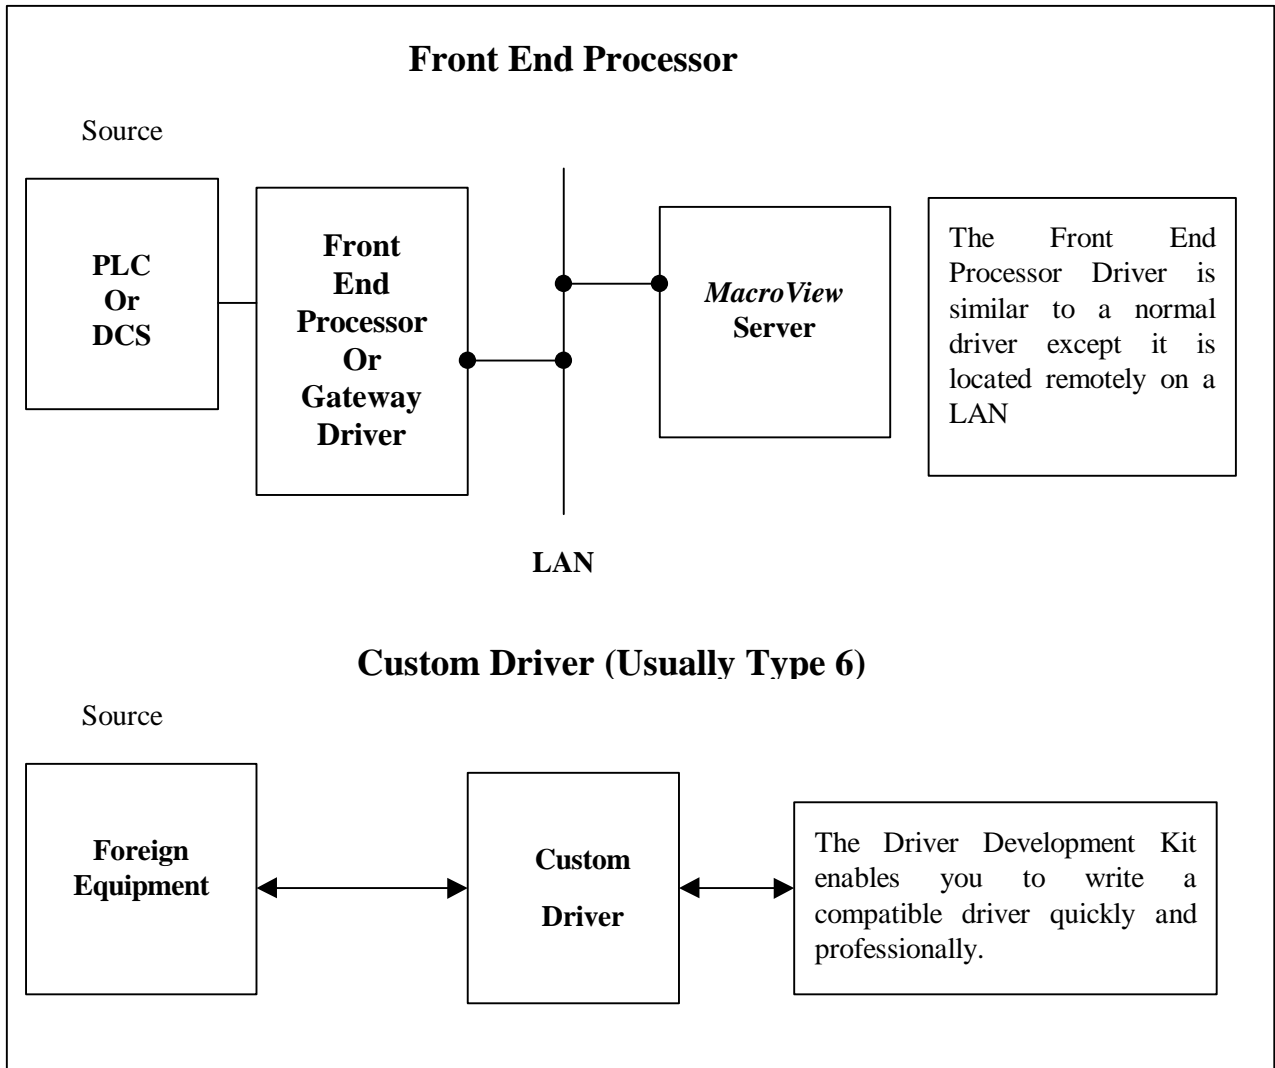 Front End Processor
Source
PLC
Or
DCS
Front
End
Processor
Or
Gateway
Driver
MacroView
Server
The Front End
Processor Driver is
similar to a normal
driver except it is
located remotely on a
LAN
LAN
Custom Driver (Usually Type 6)
Source
Foreign
Equipment
Custom
Driver
The Driver Development Kit
enables you to write a
compatible driver quickly and
professionally.